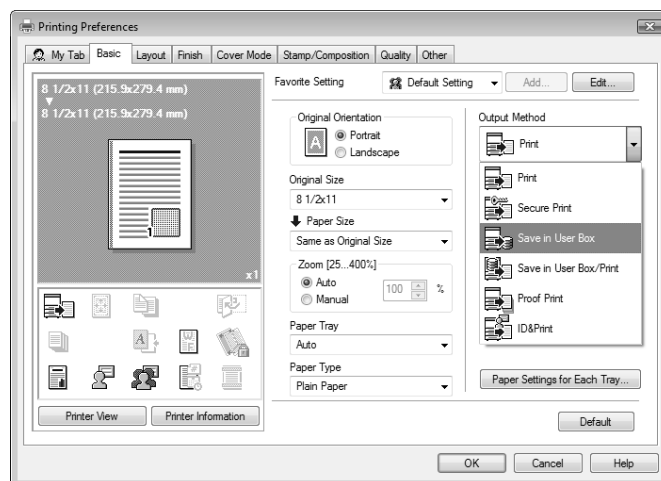 Printing Preferences
My Tab Basic Layout Finish Cover Mode Stamp/Composition Quality Other
8 1/2x11 (215.9x279.4 mm)
8 1/2x11 (215.9x279.4 mm)
1
x1
Printer View
Printer Information
Favorite Setting
Default Setting
Add...
Edit...
Original Orientation
A
Portrait
Landscape
Original Size
8 1/2x11
Paper Size
Same as Original Size
Zoom [25...400%]
Auto
Manual
100
%
Paper Tray
Auto
Paper Type
Plain Paper
Output Method
Print
Print
Secure Print
Save in User Box
Save in User Box/Print
Proof Print
ID&Print
Paper Settings for Each Tray...
Default
OK
Cancel
Help